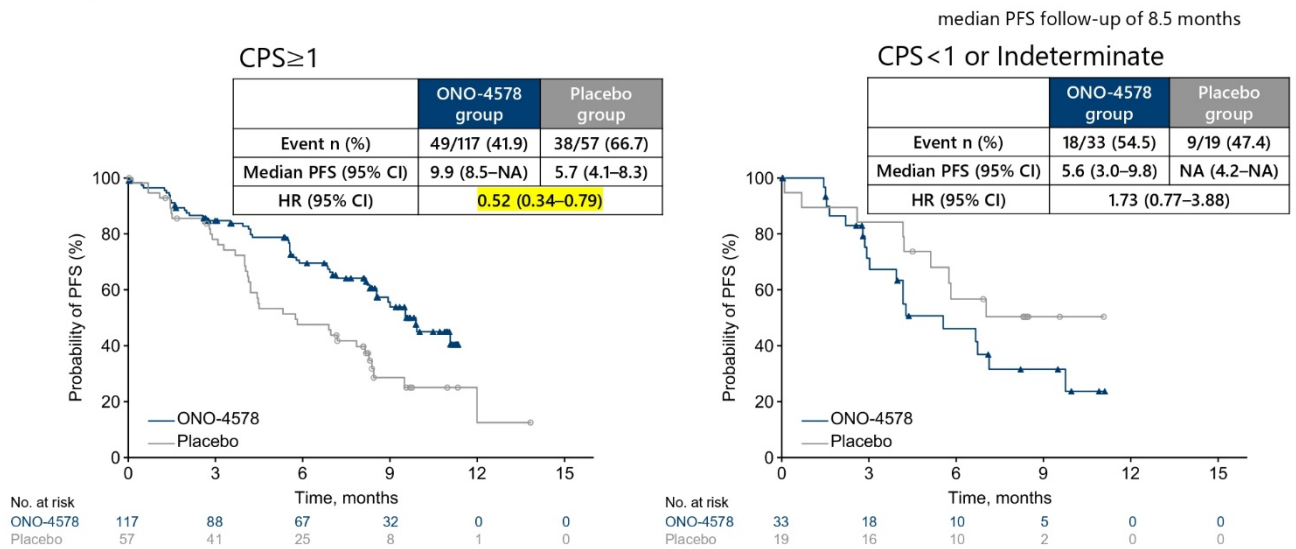 median PFS follow-up of 8.5 months
CPS≥1
ONO-4578 group Placebo group
Event n (%) 49/117 (41.9) 38/57 (66.7)
Median PFS (95% CI) 9.9 (8.5–NA) 5.7 (4.1–8.3)
HR (95% CI) 0.52 (0.34–0.79)
Probability of PFS (%)
100
80
60
40
20
0
ONO-4578
Placebo
0 3 6 9 12 15
Time, months
No. at risk
ONO-4578 117 88 67 32 0 0
Placebo 57 41 25 8 1 0
CPS<1 or Indeterminate
ONO-4578 group Placebo group
Event n (%) 18/33 (54.5) 9/19 (47.4)
Median PFS (95% CI) 5.6 (3.0–9.8) NA (4.2–NA)
HR (95% CI) 1.73 (0.77–3.88)
Probability of PFS (%)
100
80
60
40
20
0
ONO-4578
Placebo
0 3 6 9 12 15
Time, months
No. at risk
ONO-4578 33 18 10 5 0 0
Placebo 19 16 10 2 0 0